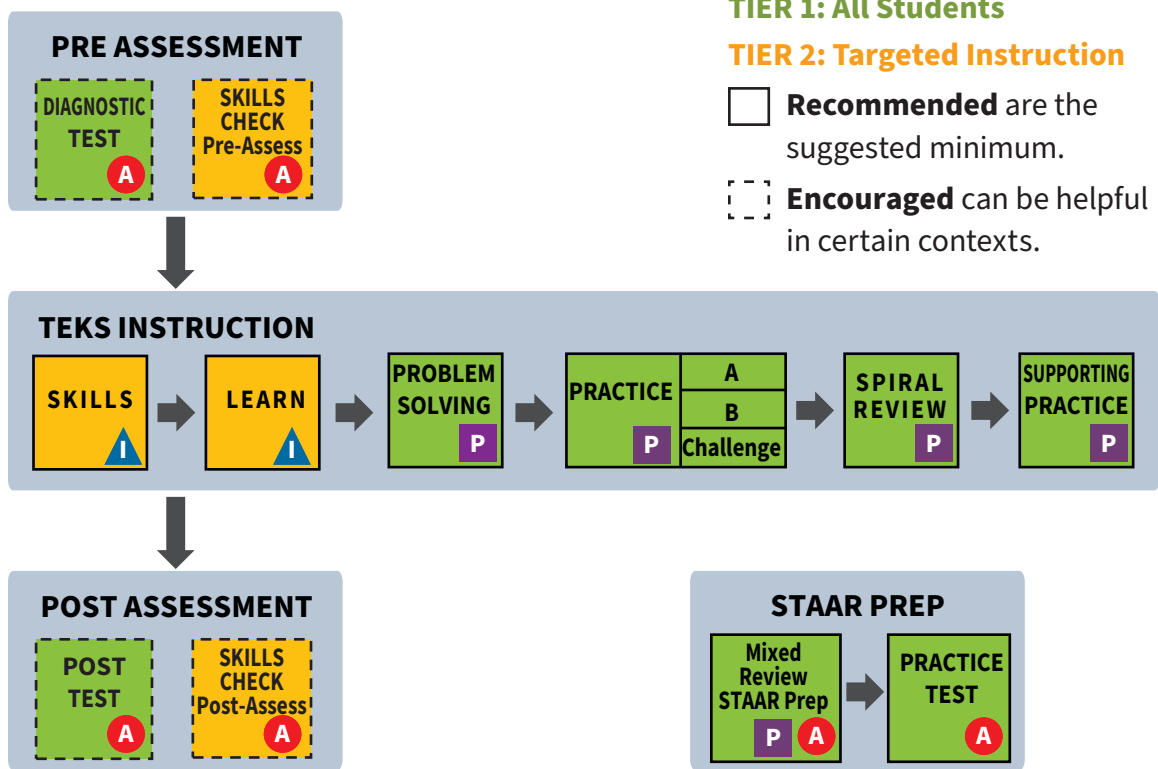 PRE ASSESSMENT
DIAGNOSTIC
TEST
A
SKILLS
CHECK
Pre-Assess
A
TIER 1: All Students
TIER 2: Targeted Instruction
Recommended are the
suggested minimum.
Encouraged can be helpful
in certain contexts.
TEKS INSTRUCTION
SKILLS
I
LEARN
I
PROBLEM
SOLVING
P
PRACTICE
P
A
B
Challenge
SPIRAL
REVIEW
P
SUPPORTING
PRACTICE
P
POST ASSESSMENT
POST
TEST
A
SKILLS
CHECK
Post-Assess
A
STAAR PREP
Mixed
Review
STAAR Prep
P
A
PRACTICE
TEST
A